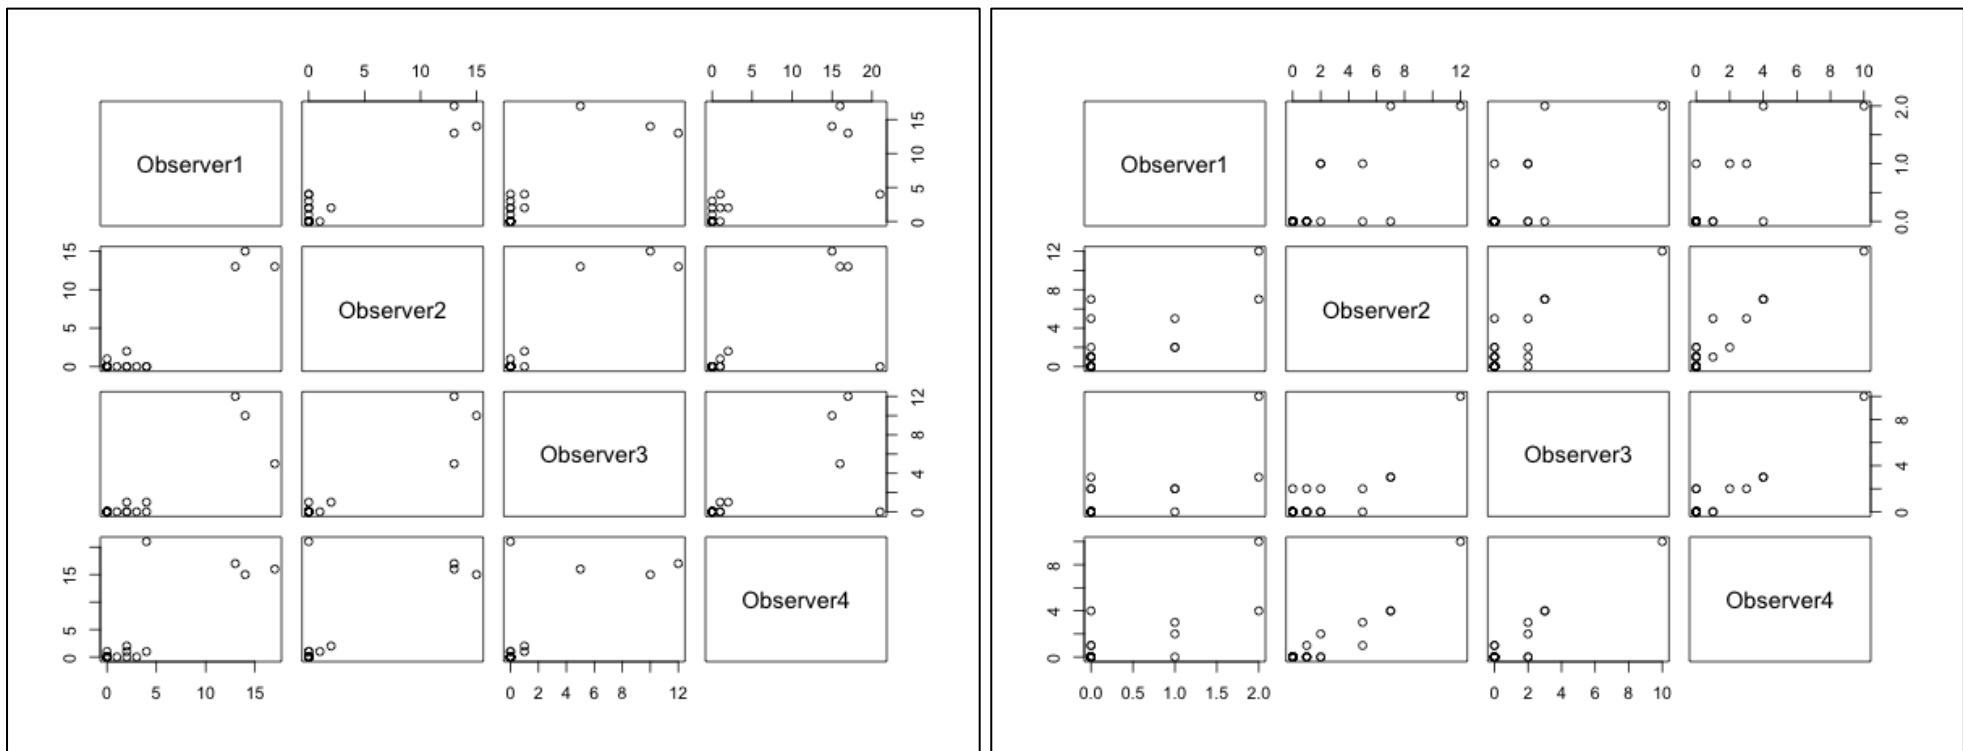 0 5 10 15 0 5 10 15 20
Observer1
0 5 10 15
0 5 10 15
Observer2
Observer3
0 4 8 12
0 5 15
Observer4
0 5 10 15 0 2 4 6 8 12
0 2 4 6 8 12 0 2 4 6 8 10
Observer1
0.0 1.0 2.0
0 4 8 12
Observer2
Observer3
0 4 8
0 4 8
Observer4
0.0 0.5 1.0 1.5 2.0 0 2 4 6 8 10